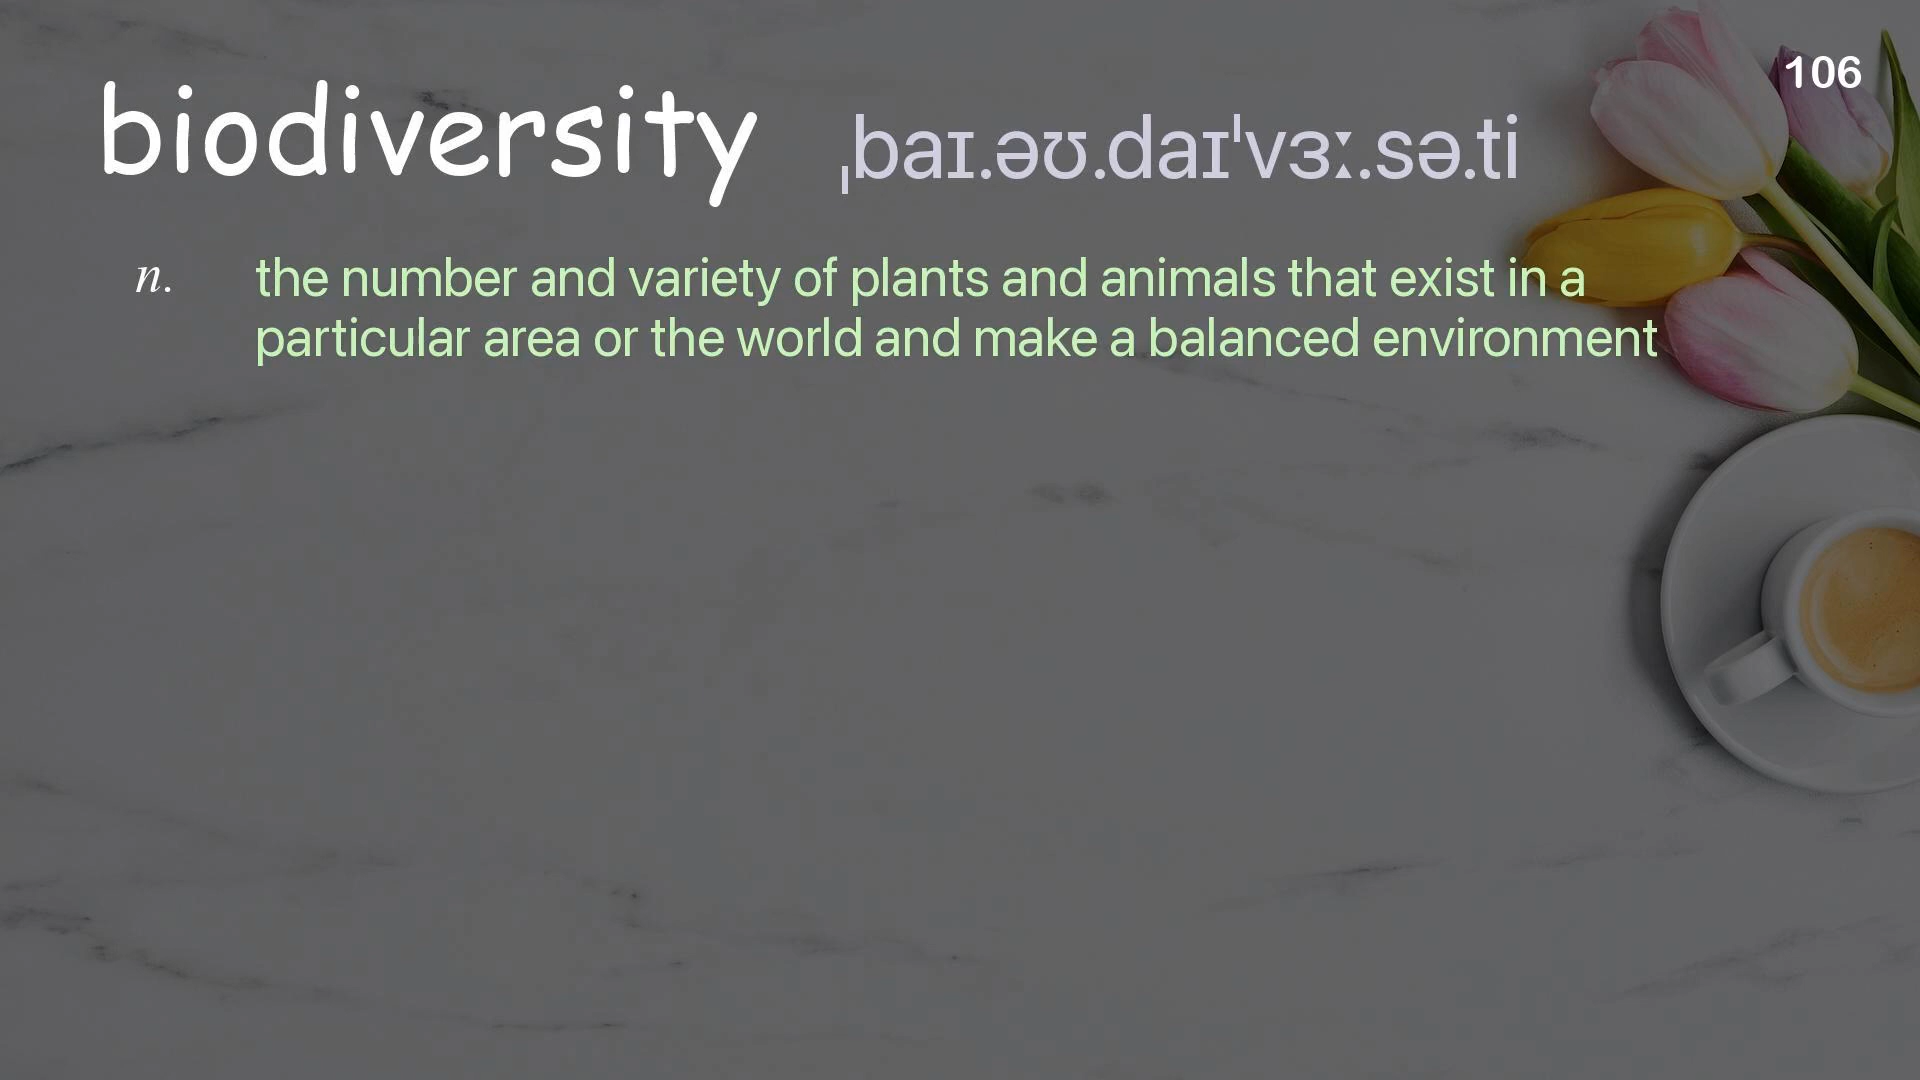 106
biodiversity ˌbaɪ.əʊ.daɪˈvɜː.sə.ti
n. the number and variety of plants and animals that exist in a
particular area or the world and make a balanced environment